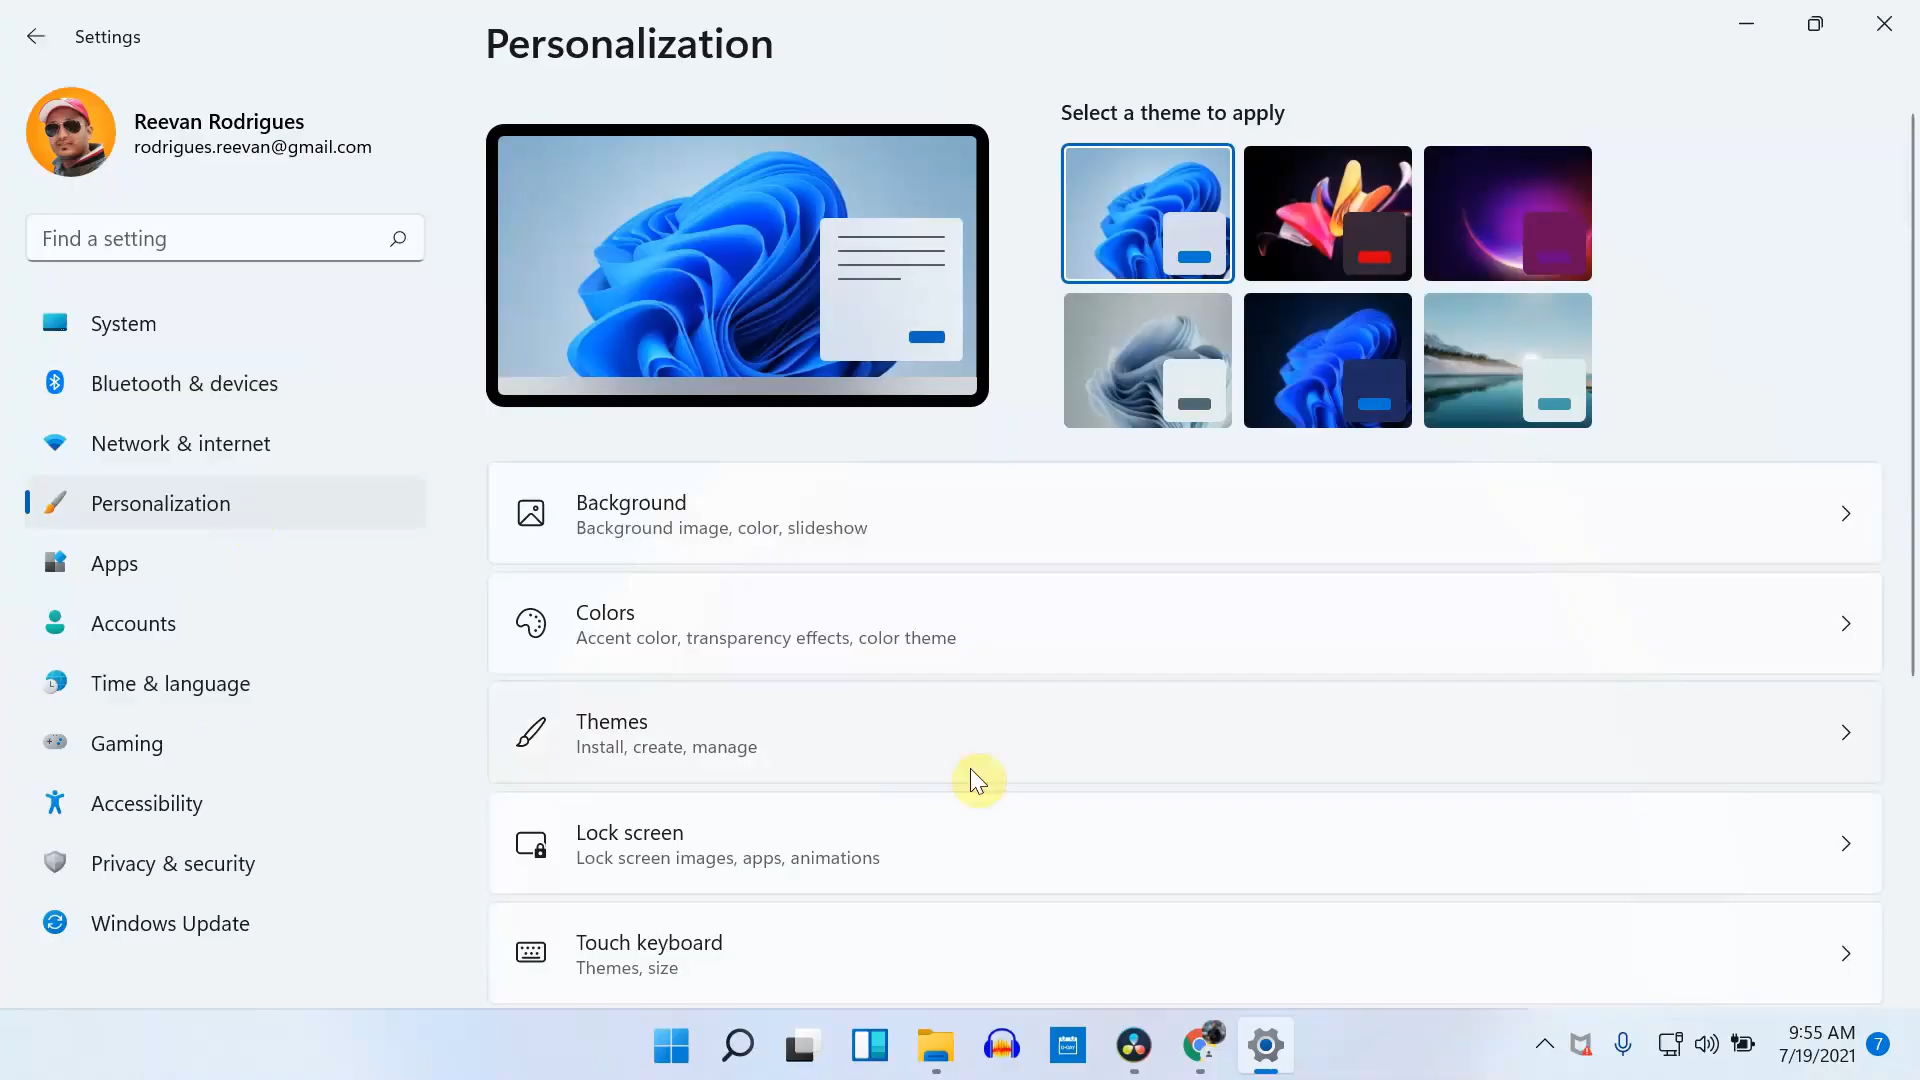 Settings
Personalization
Reevan Rodrigues
rodrigues.reevan@gmail.com
Find a setting
System
Bluetooth & devices
Network & internet
Personalization
Apps
Accounts
Time & language
Gaming
Accessibility
Privacy & security
Windows Update
Select a theme to apply
Background
Background image, color, slideshow
Colors
Accent color, transparency effects, color theme
Themes
Install, create, manage
Lock screen
Lock screen images, apps, animations
Touch keyboard
Themes, size
9:55 AM
7/19/2021
7